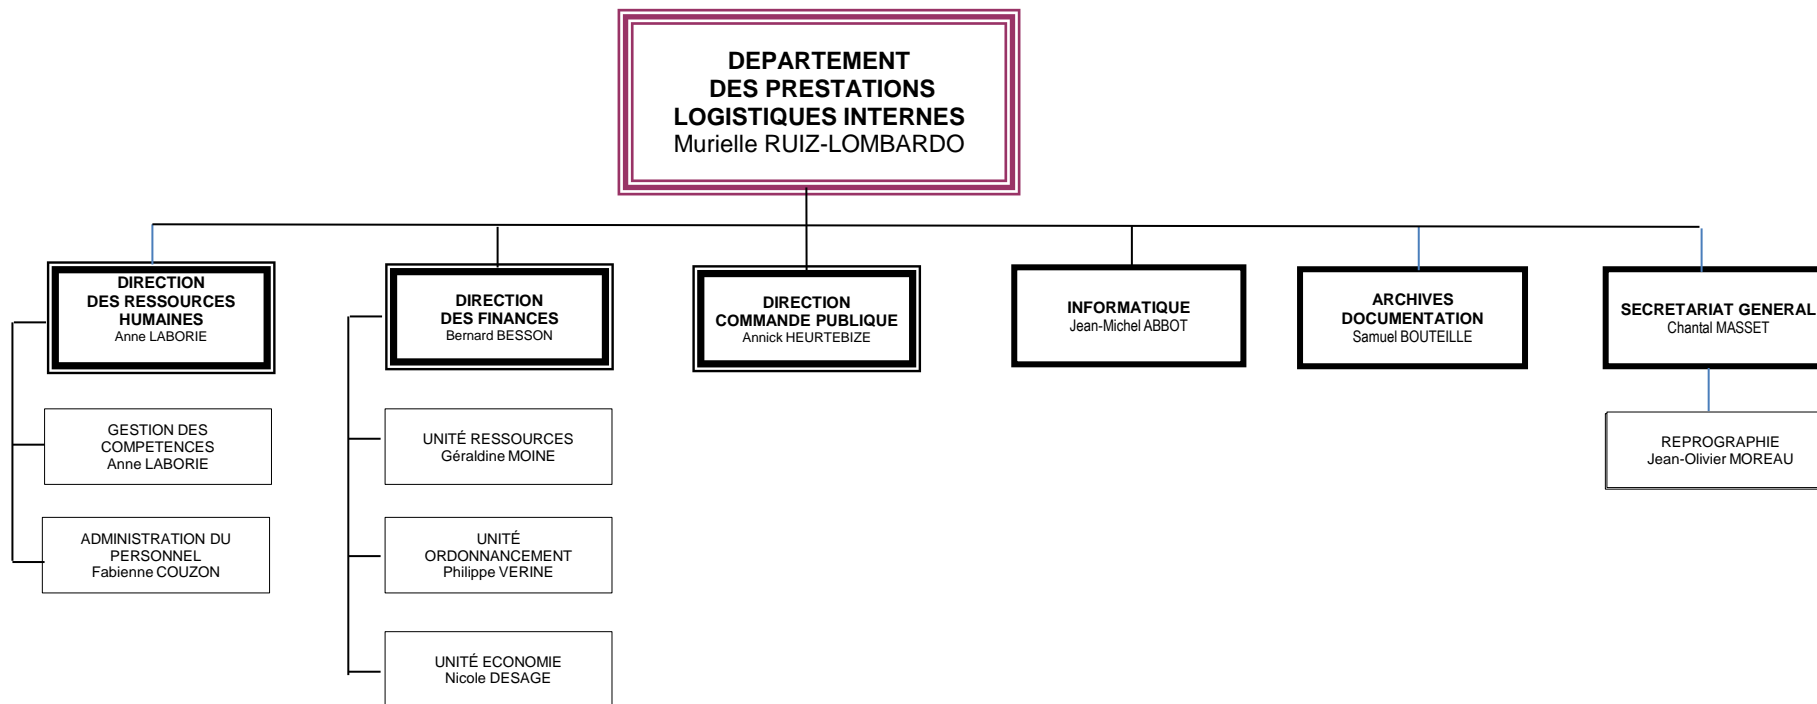 DEPARTEMENT
DES PRESTATIONS
LOGISTIQUES INTERNES
Murielle RUIZ-LOMBARDO
DIRECTION
DES RESSOURCES
HUMAINES
Anne LABORIE
DIRECTION
DES FINANCES
Bernard BESSON
DIRECTION
COMMANDE PUBLIQUE
Annick HEURTEBIZE
INFORMATIQUE
Jean-Michel ABBOT
ARCHIVES
DOCUMENTATION
Samuel BOUTEILLE
SECRETARIAT GENERAL
Chantal MASSET
GESTION DES
COMPETENCES
Anne LABORIE
UNITÉ RESSOURCES
Géraldine MOINE
REPROGRAPHIE
Jean-Olivier MOREAU
ADMINISTRATION DU
PERSONNEL
Fabienne COUZON
UNITÉ
ORDONNANCEMENT
Philippe VERINE
UNITÉ ECONOMIE
Nicole DESAGE